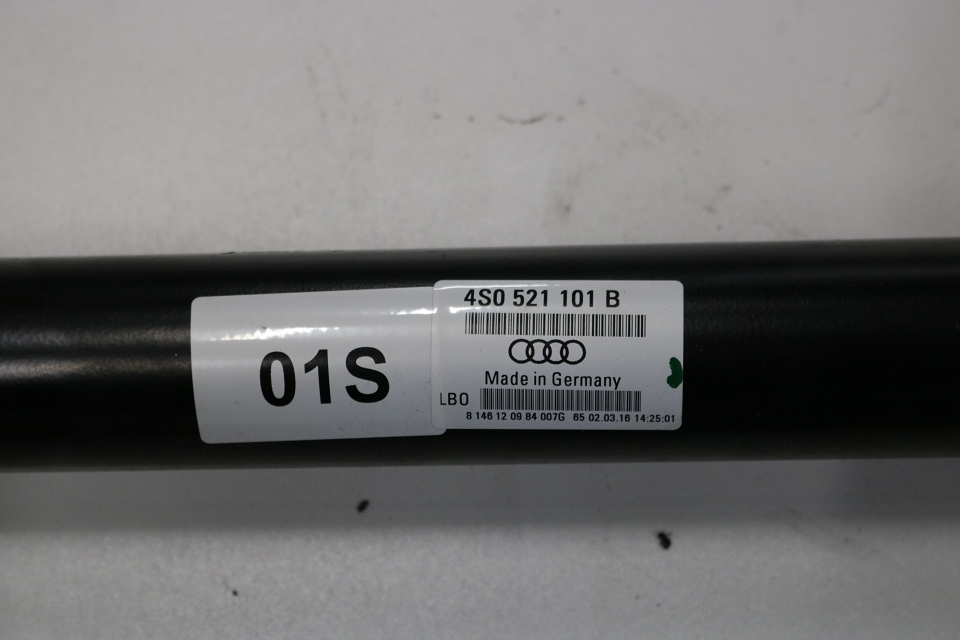 01S
4S0 521 101 B
Made in Germany
LBO
8 146 12 09 84 007G 65 02.03.16 14:25:01